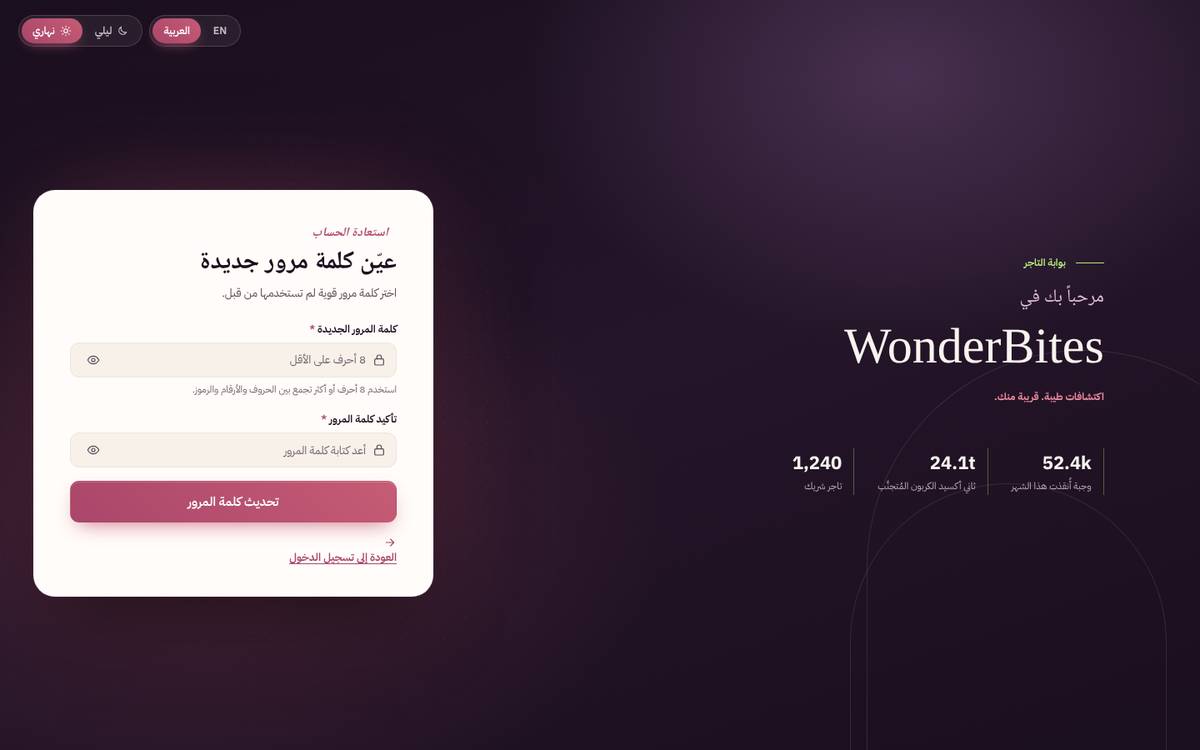 نهاري
ليلي
العربية
EN
بوابة التاجر
مرحباً بك في
WonderBites
اكتشافات طيبة. قريبة منك.
52.4k
وجبة أُنقذت هذا الشهر
24.1t
ثاني أكسيد الكربون المُتجنَّب
1,240
تاجر شريك
استعادة الحساب
عيّن كلمة مرور جديدة
اختر كلمة مرور قوية لم تستخدمها من قبل.
كلمة المرور الجديدة *
8 أحرف على الأقل
استخدم 8 أحرف أو أكثر تجمع بين الحروف والأرقام والرموز.
تأكيد كلمة المرور *
أعد كتابة كلمة المرور
تحديث كلمة المرور
→
العودة إلى تسجيل الدخول